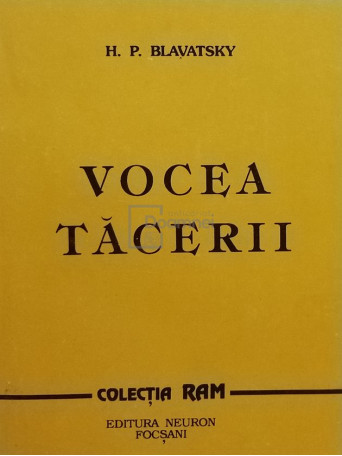 H. P. BLAVATSKY
VOCEA
TĂCERII
COLECȚIA RAM
EDITURA NEURON
FOCȘANI